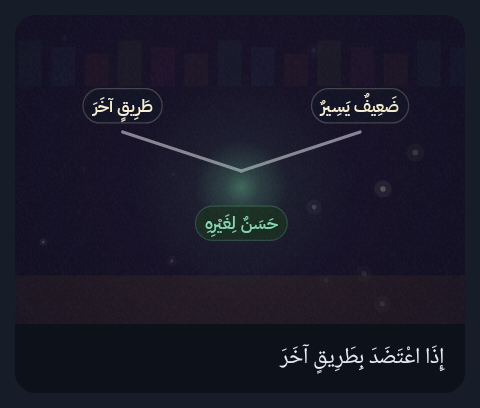 ضَعِيفٌ يَسِيرٌ
طَرِيقٍ آخَرَ
حَسَنٌ لِغَيْرِهِ
إِذَا اعْتَضَدَ بِطَرِيقٍ آخَرَ